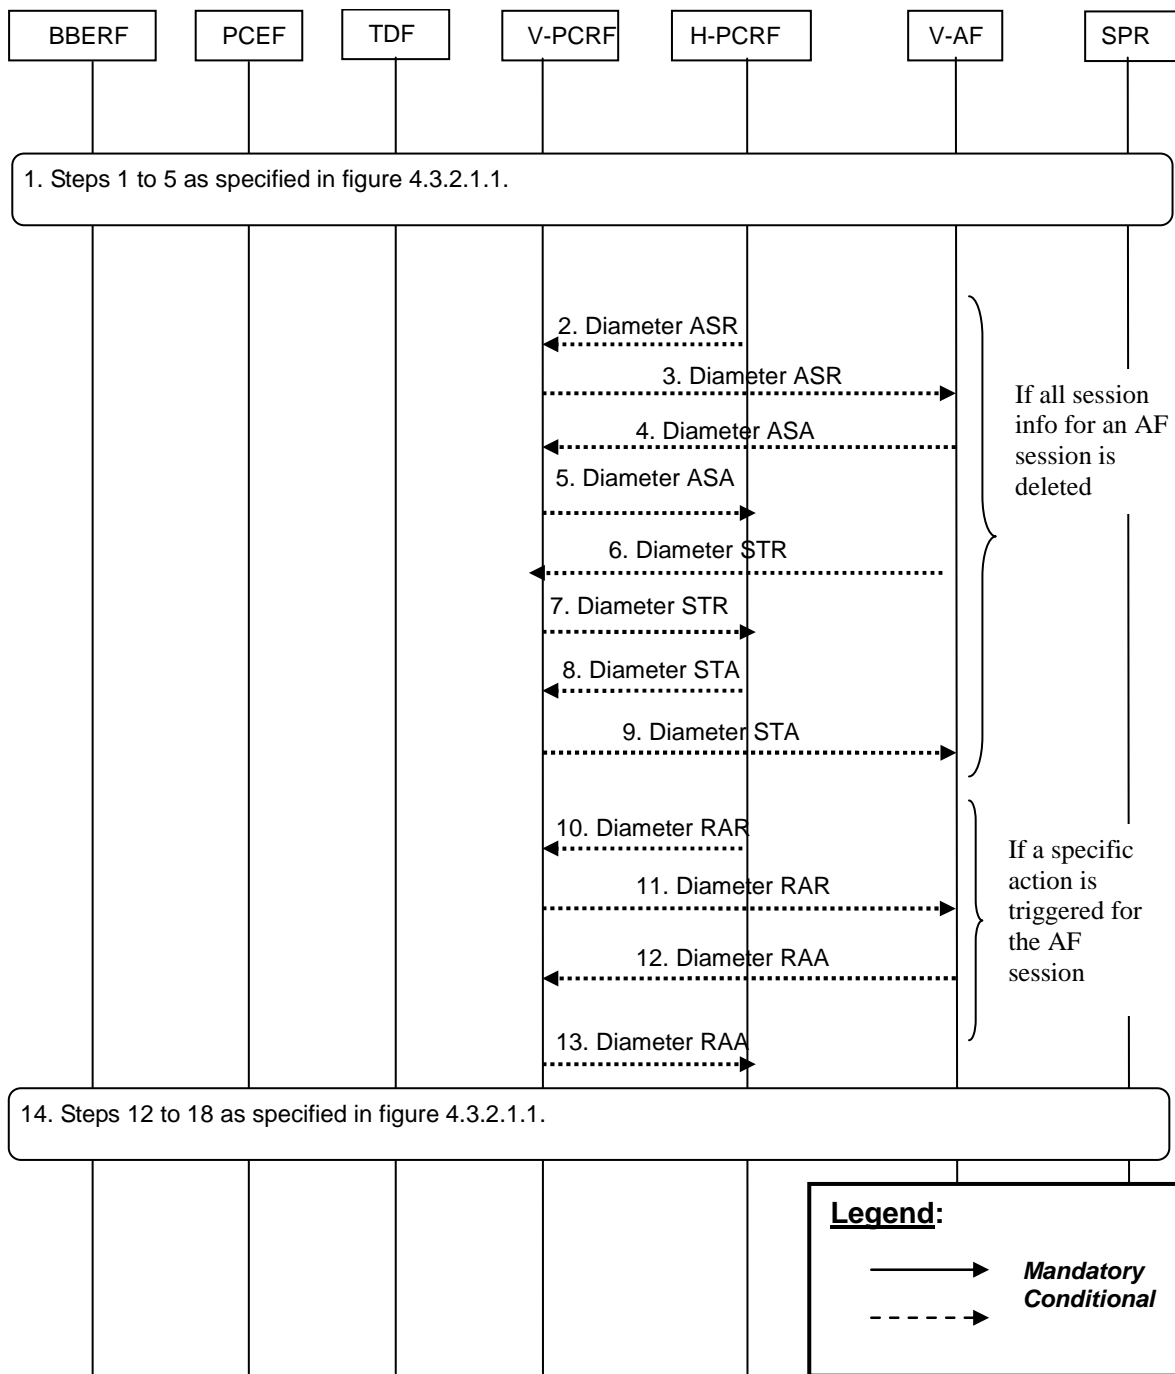 BBERF
PCEF
TDF
V-PCRF
H-PCRF
V-AF
SPR
1. Steps 1 to 5 as specified in figure 4.3.2.1.1.
2. Diameter ASR
3. Diameter ASR
4. Diameter ASA
5. Diameter ASA
6. Diameter STR
7. Diameter STR
8. Diameter STA
9. Diameter STA
If all session
info for an AF
session is
deleted
10. Diameter RAR
11. Diameter RAR
12. Diameter RAA
13. Diameter RAA
If a specific
action is
triggered for
the AF
session
14. Steps 12 to 18 as specified in figure 4.3.2.1.1.
Legend:
Mandatory
Conditional